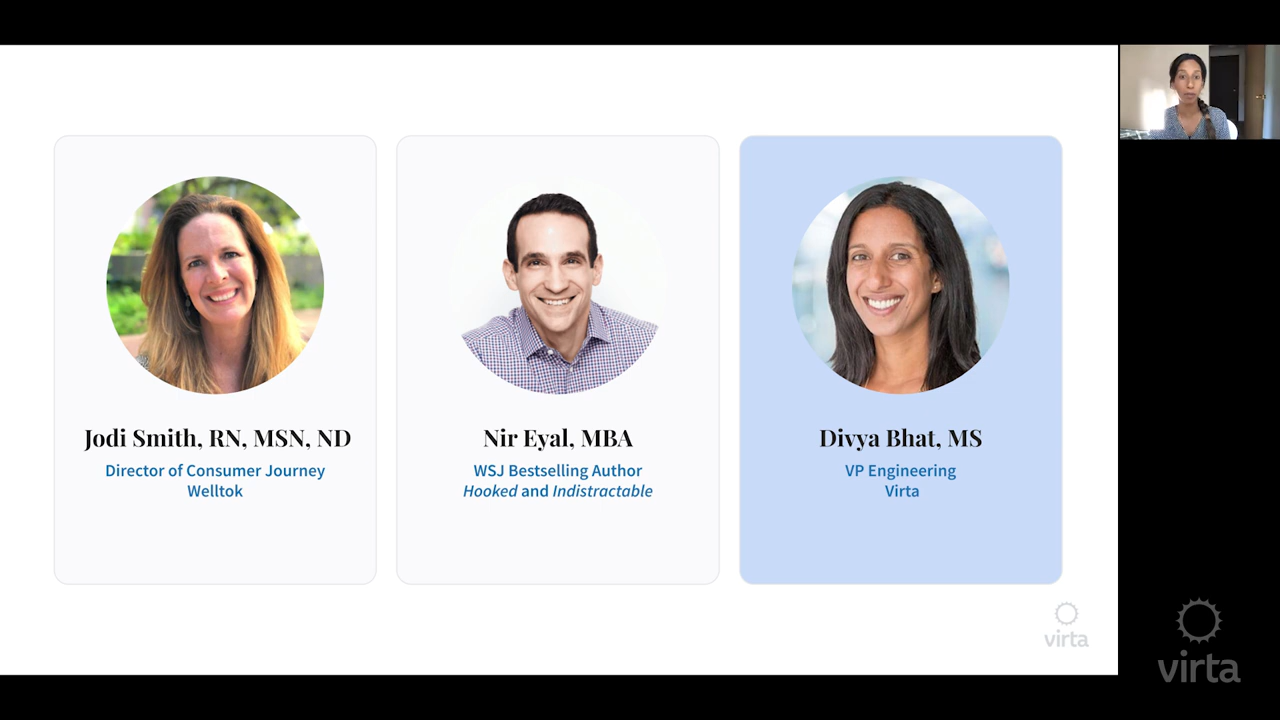 Jodi Smith, RN, MSN, ND
Director of Consumer Journey
Welltok
Nir Eyal, MBA
WSJ Bestselling Author
Hooked and Indistractable
Divya Bhat, MS
VP Engineering
Virta
virta
virta